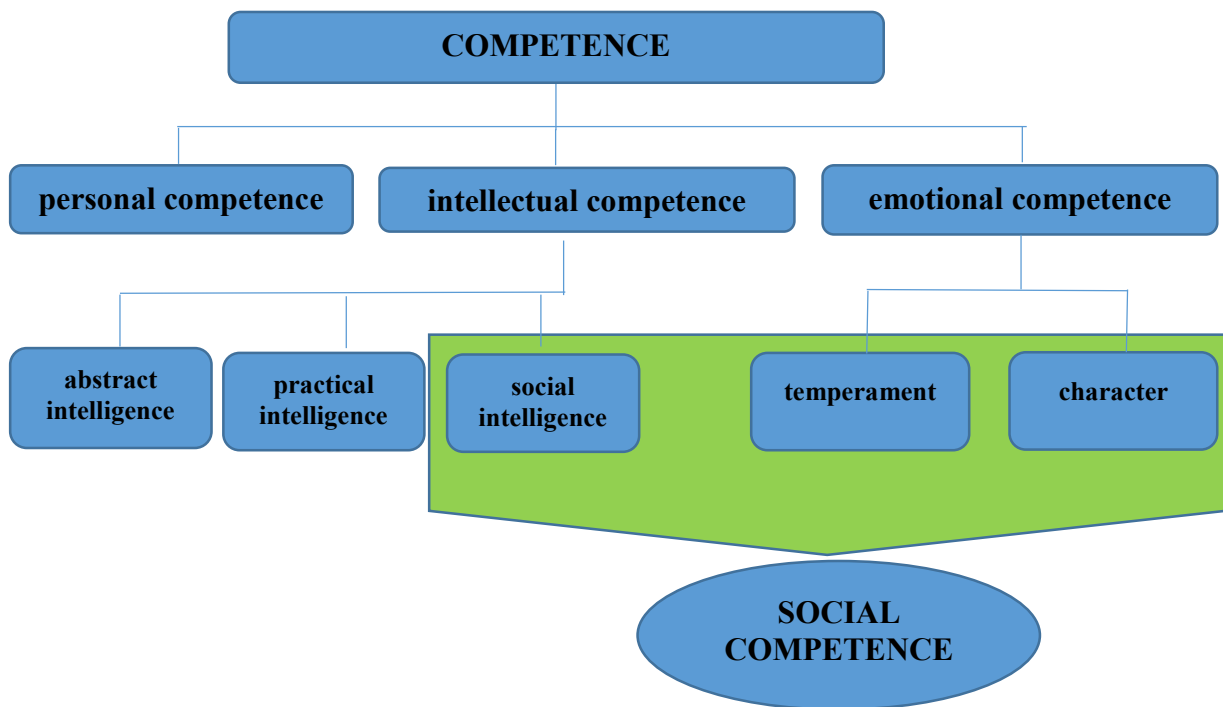 COMPETENCE
personal competence
intellectual competence
emotional competence
abstract
intelligence
practical
intelligence
social
intelligence
temperament
character
SOCIAL
COMPETENCE